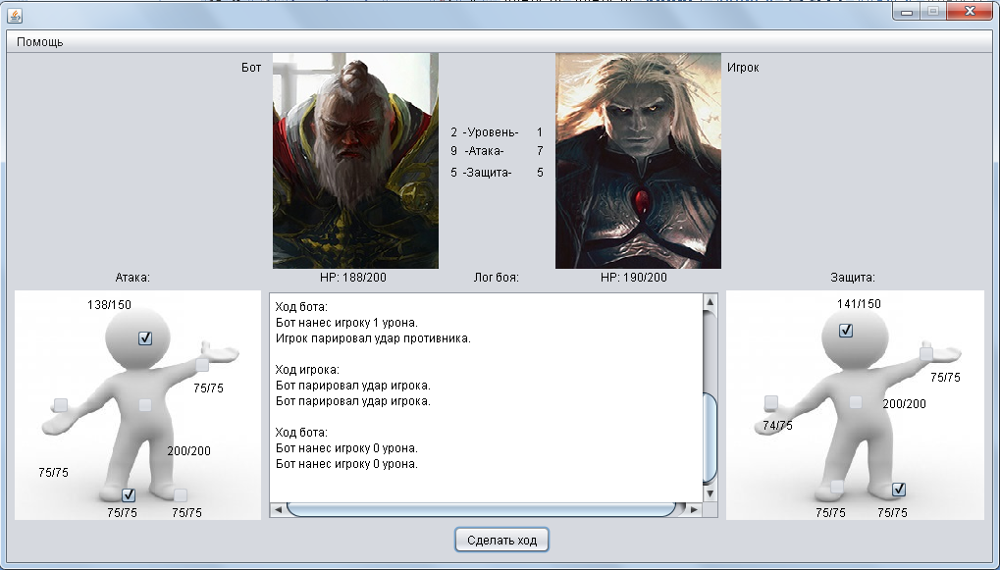 Помощь
Бот
Игрок
2 -Уровень- 1
9 -Атака- 7
5 -Защита- 5
Атака:
HP: 188/200
Лог боя:
HP: 190/200
Защита:
138/150
75/75
200/200
75/75
75/75
75/75
Ход бота:
Бот нанес игроку 1 урона.
Игрок парировал удар противника.
Ход игрока:
Бот парировал удар игрока.
Бот парировал удар игрока.
Ход бота:
Бот нанес игроку 0 урона.
Бот нанес игроку 0 урона.
141/150
75/75
200/200
74/75
75/75
75/75
Сделать ход